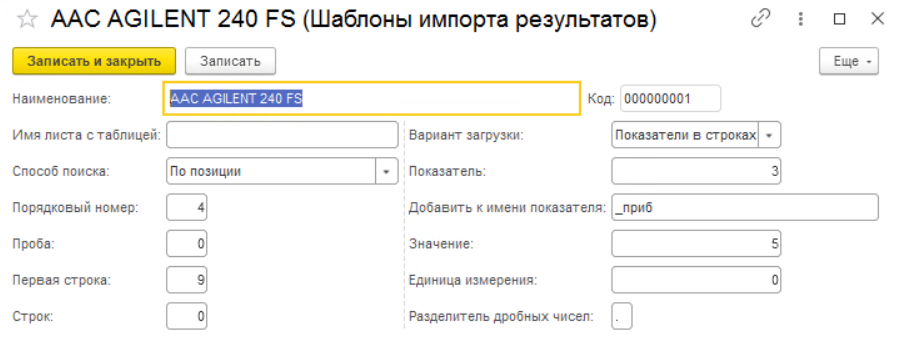 ААС AGILENT 240 FS (Шаблоны импорта результатов)
Записать и закрыть Записать Еще
Наименование: ААС AGILENT 240 FS Код: 000000001
Имя листа с таблицей: Вариант загрузки: Показатели в строках
Способ поиска: По позиции Показатель: 3
Порядковый номер: 4 Добавить к имени показателя: _приб
Проба: 0 Значение: 5
Первая строка: 9 Единица измерения: 0
Строк: 0 Разделитель дробных чисел: .